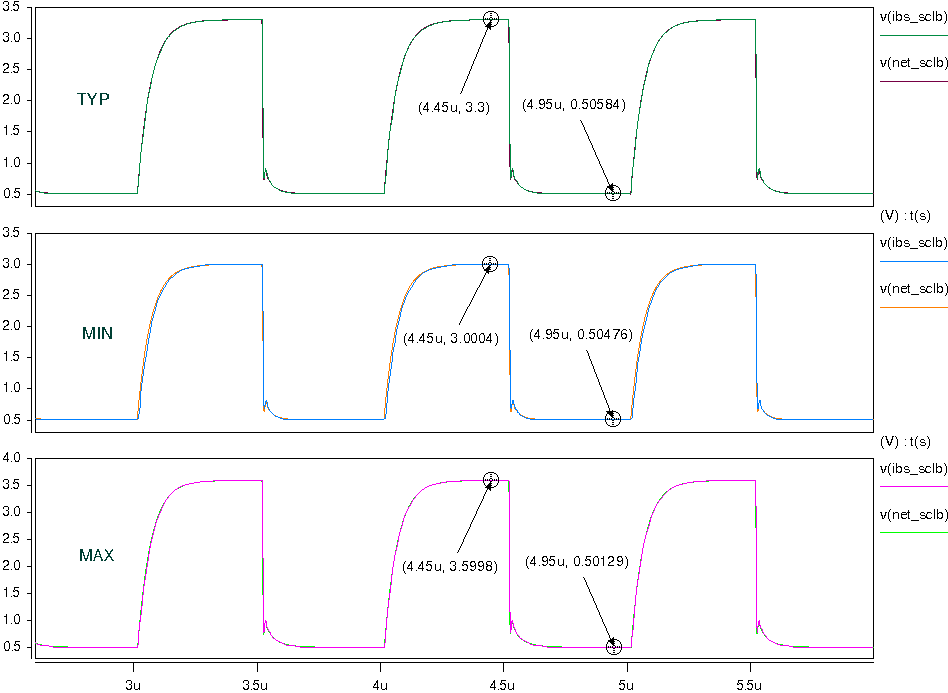 3.5
v(ibs_sclb)
3.0
v(net_sclb)
2.5
TYP
(4.45u, 3.3)
(4.95u, 0.50584)
2.0
1.5
1.0
0.5
(V) : t(s)
3.5
v(ibs_sclb)
3.0
v(net_sclb)
2.5
2.0
MIN
(4.45u, 3.0004)
(4.95u, 0.50476)
1.5
1.0
0.5
(V) : t(s)
4.0
v(ibs_sclb)
3.5
v(net_sclb)
3.0
2.5
MAX
(4.45u, 3.5998)
(4.95u, 0.50129)
2.0
1.5
1.0
0.5
3u 3.5u 4u 4.5u 5u 5.5u